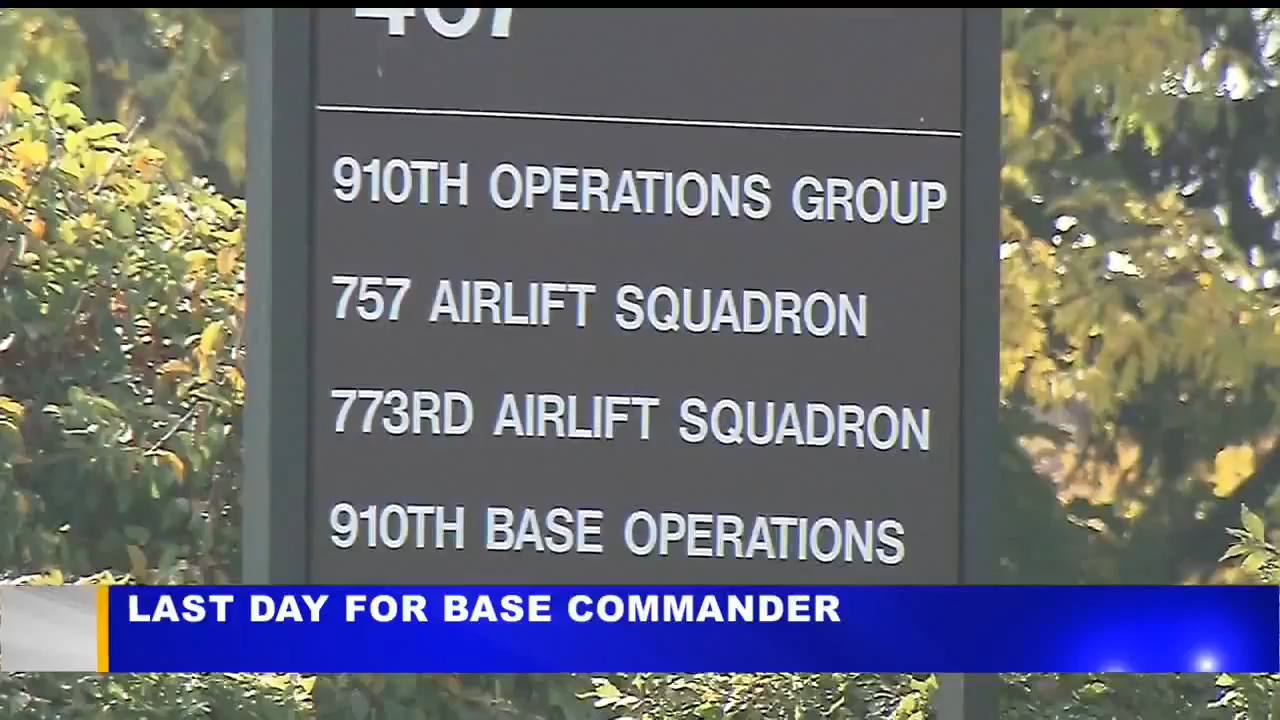 910TH OPERATIONS GROUP
757 AIRLIFT SQUADRON
773RD AIRLIFT SQUADRON
910TH BASE OPERATIONS
LAST DAY FOR BASE COMMANDER